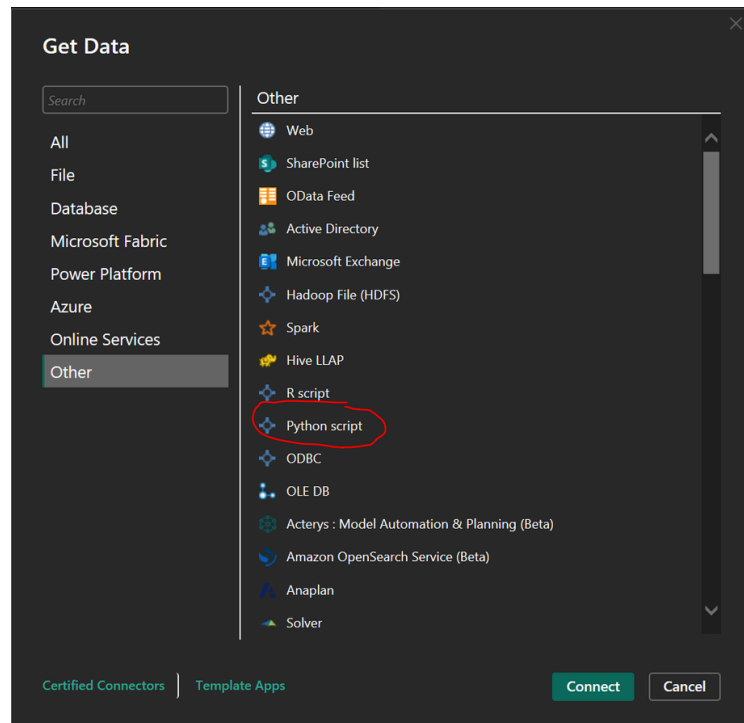 Get Data
Search
All
File
Database
Microsoft Fabric
Power Platform
Azure
Online Services
Other
Other
Web
SharePoint list
OData Feed
Active Directory
Microsoft Exchange
Hadoop File (HDFS)
Spark
Hive LLAP
R script
Python script
ODBC
OLE DB
Acterys : Model Automation & Planning (Beta)
Amazon OpenSearch Service (Beta)
Anaplan
Solver
Certified Connectors
Template Apps
Connect
Cancel